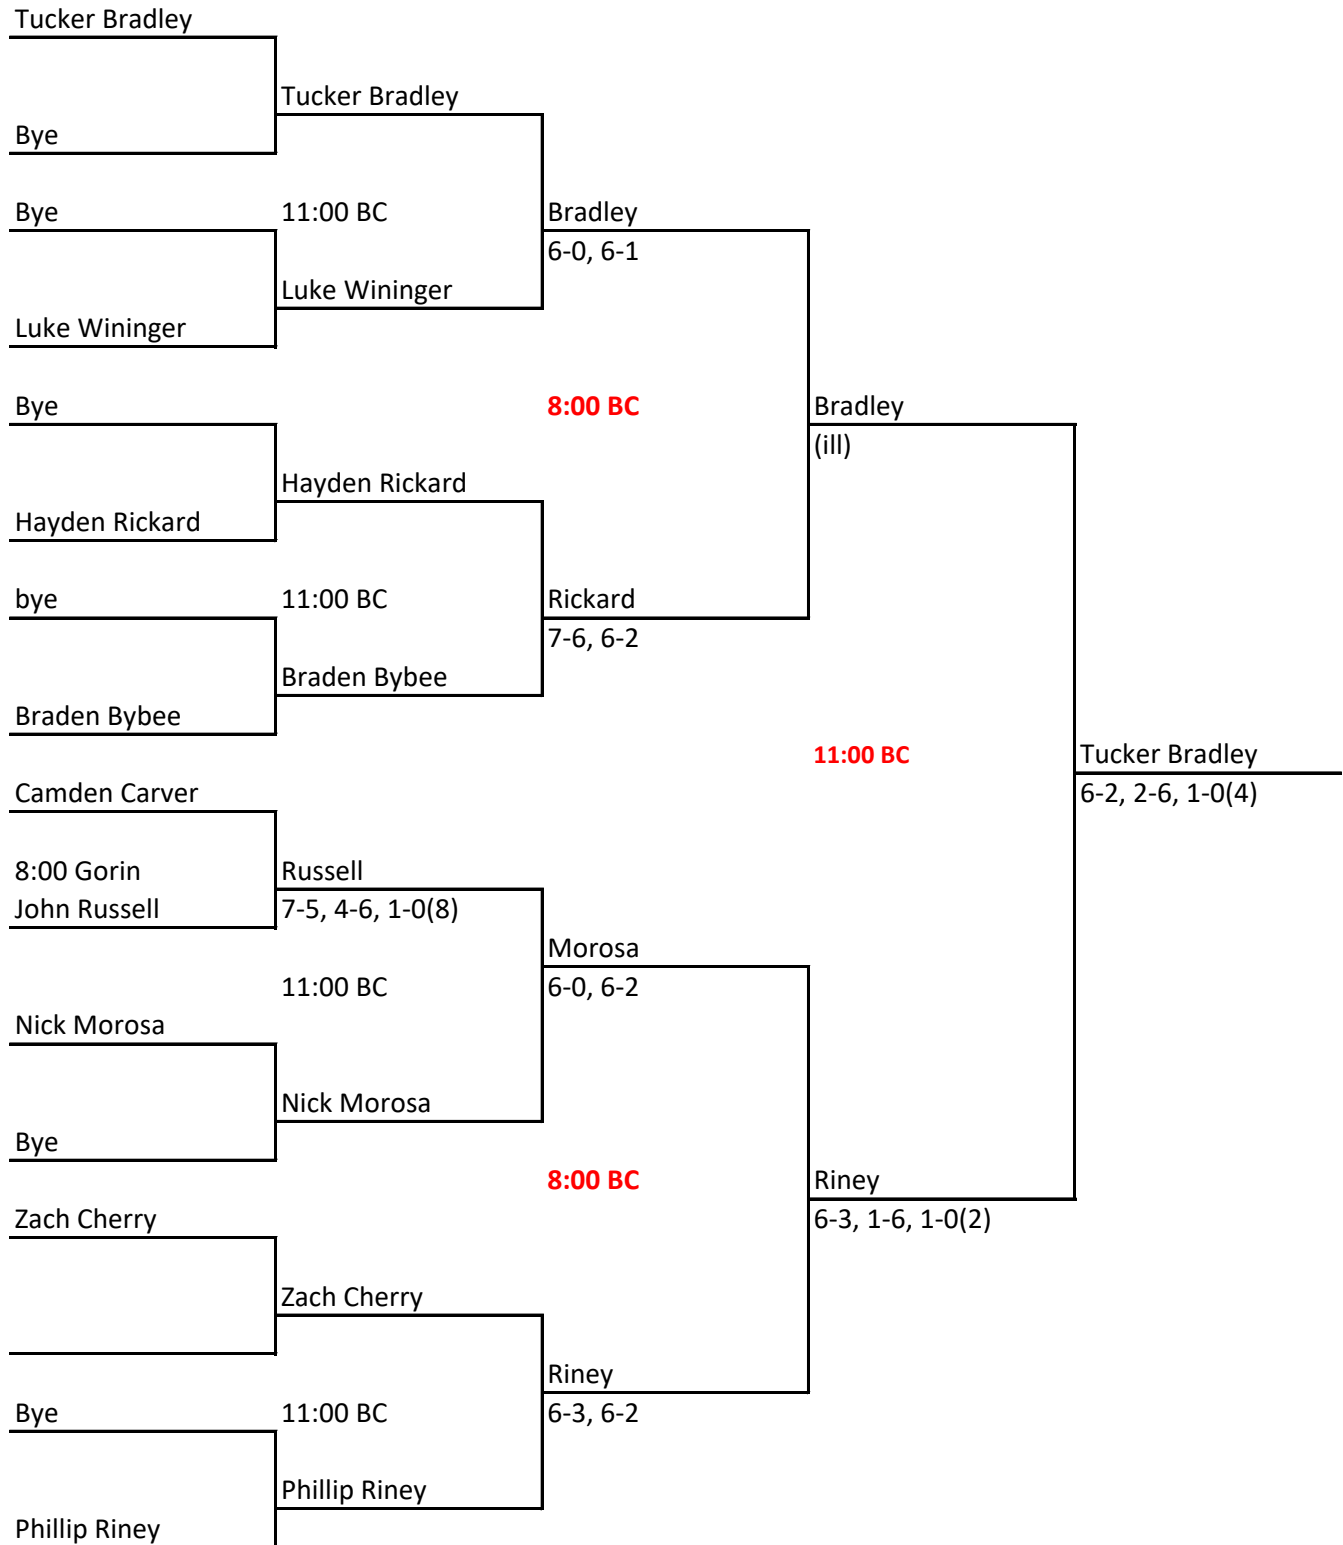 Tucker Bradley
Tucker Bradley
Bye
Bye
11:00 BC
Bradley
6-0, 6-1
Luke Wininger
Luke Wininger
Bye
8:00 BC
Bradley
(ill)
Hayden Rickard
Hayden Rickard
bye
11:00 BC
Rickard
7-6, 6-2
Braden Bybee
Braden Bybee
11:00 BC
Tucker Bradley
Camden Carver
6-2, 2-6, 1-0(4)
8:00 Gorin
Russell
John Russell
7-5, 4-6, 1-0(8)
Morosa
11:00 BC
6-0, 6-2
Nick Morosa
Nick Morosa
Bye
8:00 BC
Riney
Zach Cherry
6-3, 1-6, 1-0(2)
Zach Cherry
Riney
Bye
11:00 BC
6-3, 6-2
Phillip Riney
Phillip Riney